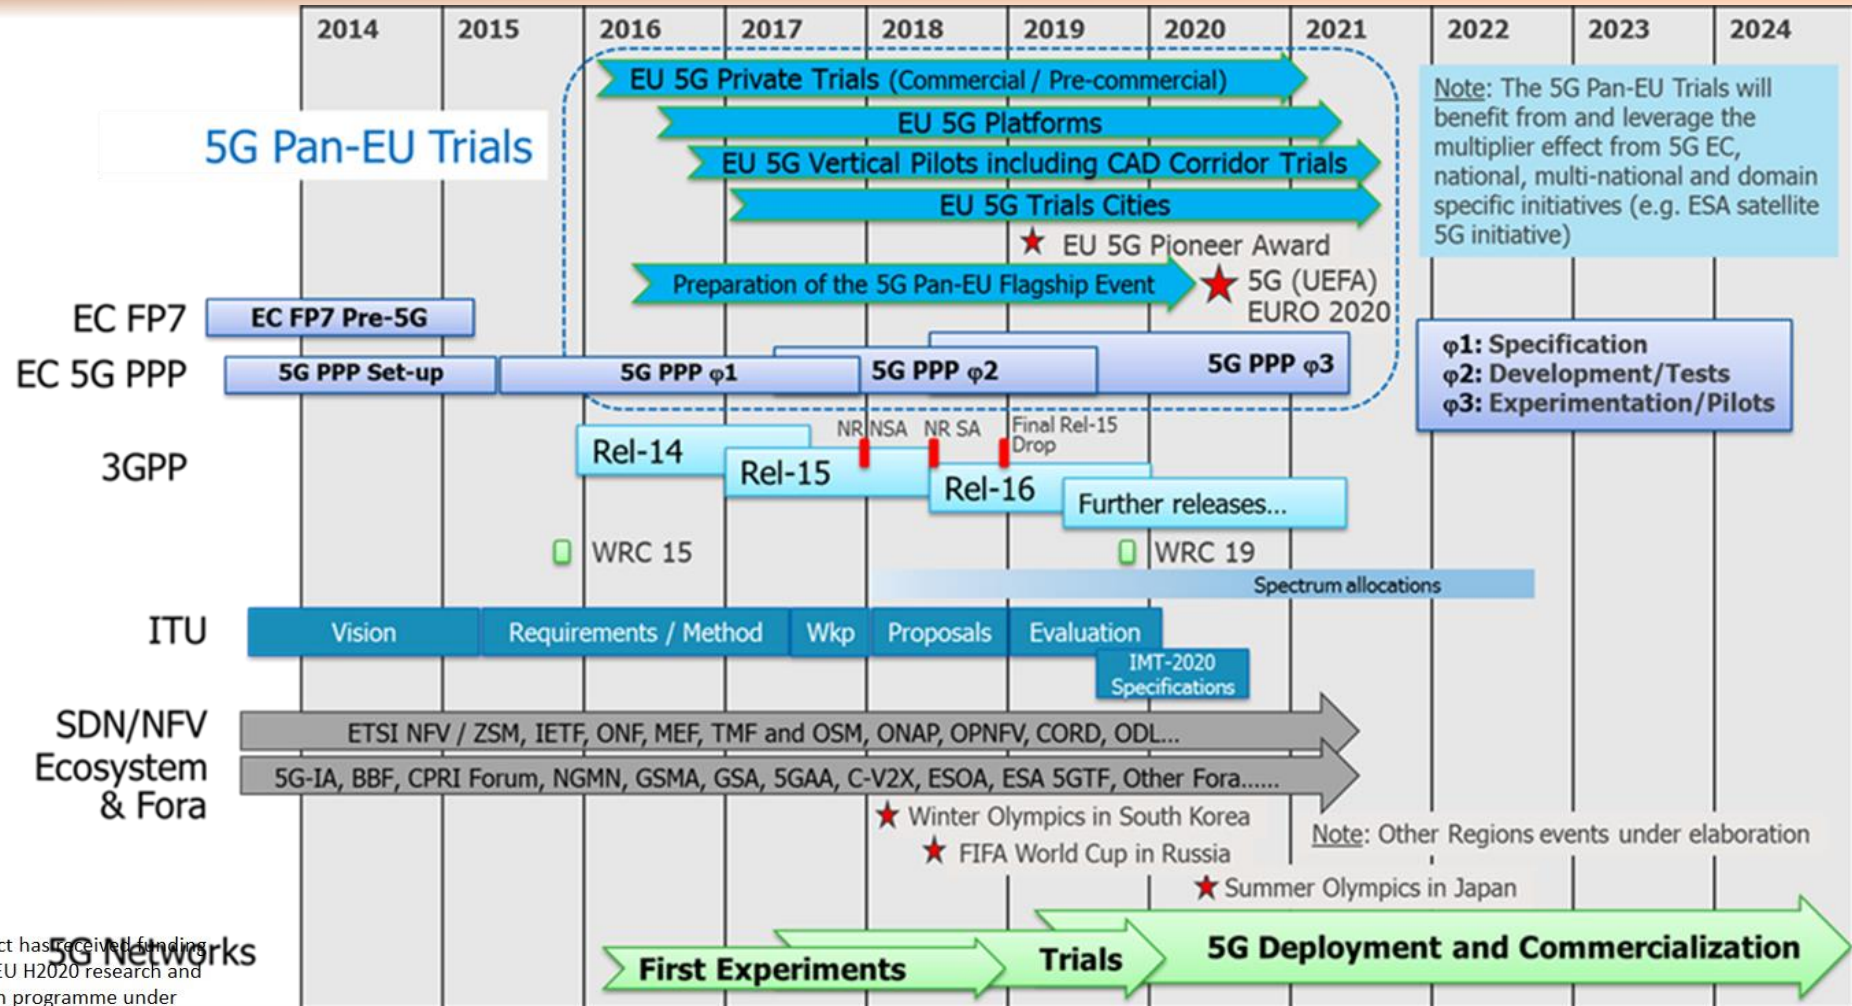 2014 2015 2016 2017 2018 2019 2020 2021 2022 2023 2024
5G Pan-EU Trials
EU 5G Private Trials (Commercial / Pre-commercial)
EU 5G Platforms
EU 5G Vertical Pilots including CAD Corridor Trials
EU 5G Trials Cities
EU 5G Pioneer Award
Preparation of the 5G Pan-EU Flagship Event
5G (UEFA)
EURO 2020
Note: The 5G Pan-EU Trials will
benefit from and leverage the
multiplier effect from 5G EC,
national, multi-national and domain
specific initiatives (e.g. ESA satellite
5G initiative)
EC FP7
EC FP7 Pre-5G
EC 5G PPP
5G PPP Set-up
5G PPP φ1
5G PPP φ2
5G PPP φ3
φ1: Specification
φ2: Development/Tests
φ3: Experimentation/Pilots
3GPP
Rel-14
Rel-15
NR NSA
NR SA
Final Rel-15
Drop
Rel-16
Further releases...
WRC 15
WRC 19
Spectrum allocations
ITU
Vision
Requirements / Method
Wkp
Proposals
Evaluation
IMT-2020
Specifications
SDN/NFV
ETSI NFV / ZSM, IETF, ONF, MEF, TMF and OSM, ONAP, OPNFV, CORD, ODL...
Ecosystem
& Fora
5G-IA, BBF, CPRI Forum, NGMN, GSMA, GSA, 5GAA, C-V2X, ESOA, ESA 5GTF, Other Fora......
Winter Olympics in South Korea
FIFA World Cup in Russia
Note: Other Regions events under elaboration
Summer Olympics in Japan
5G Networks
First Experiments
Trials
5G Deployment and Commercialization
has received funding
EU H2020 research and
programme under